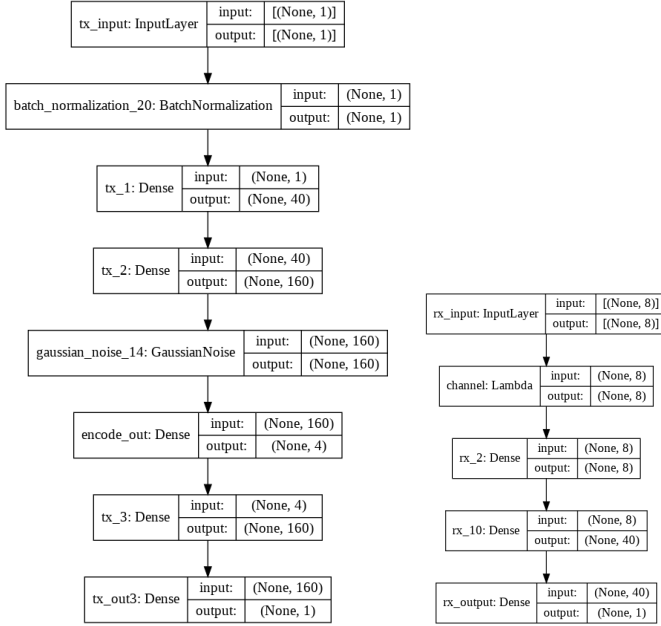 tx_input: InputLayer input: [(None, 1)]
output: [(None, 1)]
batch_normalization_20: BatchNormalization input: (None, 1)
output: (None, 1)
tx_1: Dense input: (None, 1)
output: (None, 40)
tx_2: Dense input: (None, 40)
output: (None, 160)
gaussian_noise_14: GaussianNoise input: (None, 160)
output: (None, 160)
encode_out: Dense input: (None, 160)
output: (None, 4)
tx_3: Dense input: (None, 4)
output: (None, 160)
tx_out3: Dense input: (None, 160)
output: (None, 1)
rx_input: InputLayer input: [(None, 8)]
output: [(None, 8)]
channel: Lambda input: (None, 8)
output: (None, 8)
rx_2: Dense input: (None, 8)
output: (None, 8)
rx_10: Dense input: (None, 8)
output: (None, 40)
rx_output: Dense input: (None, 40)
output: (None, 1)